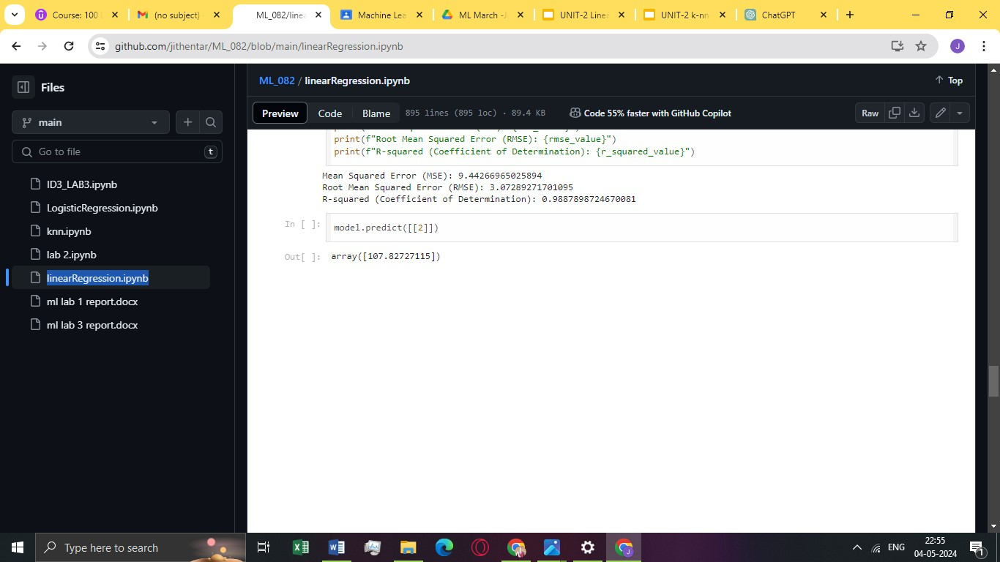 Course: 100
(no subject)
ML_082/linea
Machine Lea
ML March -J
UNIT-2 Linea
UNIT-2 k-nn
ChatGPT
github.com/jithentar/ML_082/blob/main/linearRegression.ipynb
J
Files
main
Go to file
t
ID3_LAB3.ipynb
LogisticRegression.ipynb
knn.ipynb
lab 2.ipynb
linearRegression.ipynb
ml lab 1 report.docx
ml lab 3 report.docx
ML_082 / linearRegression.ipynb
Top
Preview Code Blame 895 lines (895 loc) · 89.4 KB Code 55% faster with GitHub Copilot Raw
print(f"Root Mean Squared Error (RMSE): {rmse_value}")
print(f"R-squared (Coefficient of Determination): {r_squared_value}")
Mean Squared Error (MSE): 9.44266965025894
Root Mean Squared Error (RMSE): 3.07289271701095
R-squared (Coefficient of Determination): 0.9887898724670081
In [ ]: model.predict([[2]])
Out[ ]: array([107.82727115])
Type here to search
ENG
22:55
04-05-2024
1